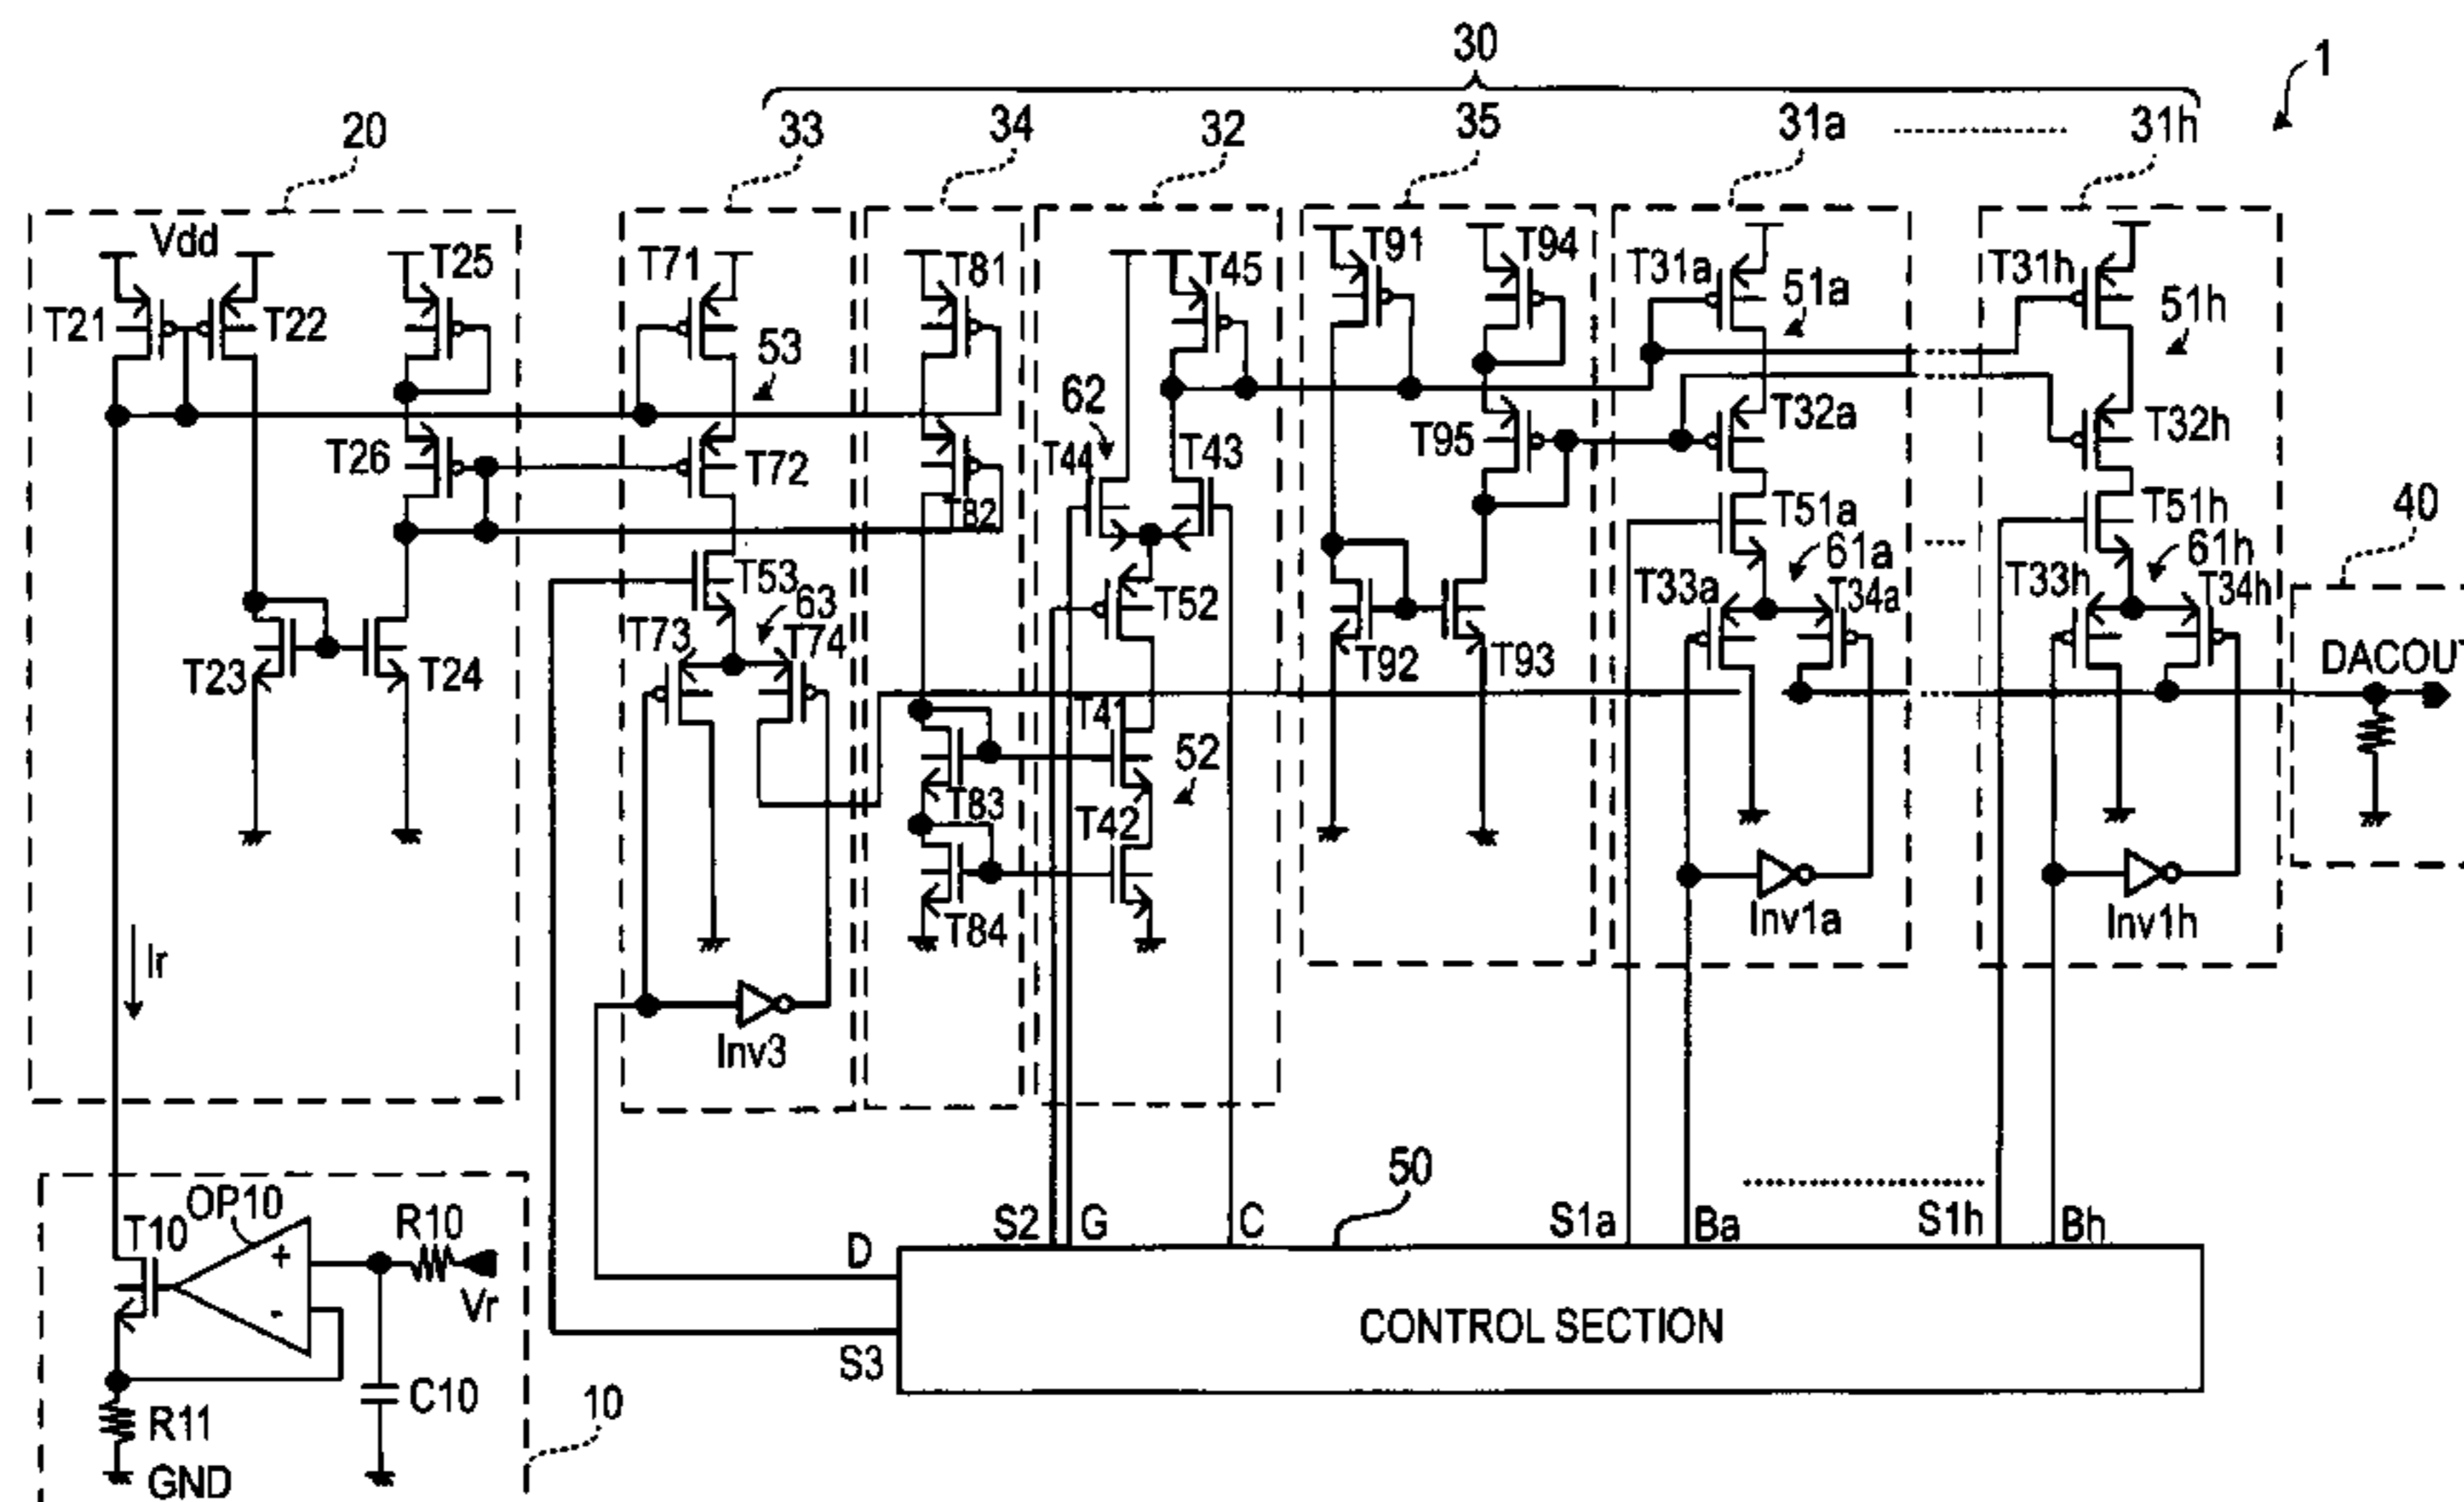 30
1
20
33
34
32
35
31a
31h
Vdd
T25
T71
T81
T45
T91
T94
T31a
51a
T31h
51h
T21
T22
53
62
T26
T72
T82
T44
T43
T95
T32a
T32h
T51a
T51h
40
T53
63
T52
61a
61h
T73
T74
T33a
T34a
T33h
T34h
T23
T24
T92
T93
DACOUT
T41
52
T83
T42
T84
Inv1a
Inv1h
Ir
Inv3
50
OP10
T10
R10
+
-
Vr
S2
G
C
S1a
Ba
S1h
Bh
D
S3
CONTROL SECTION
C10
R11
10
GND